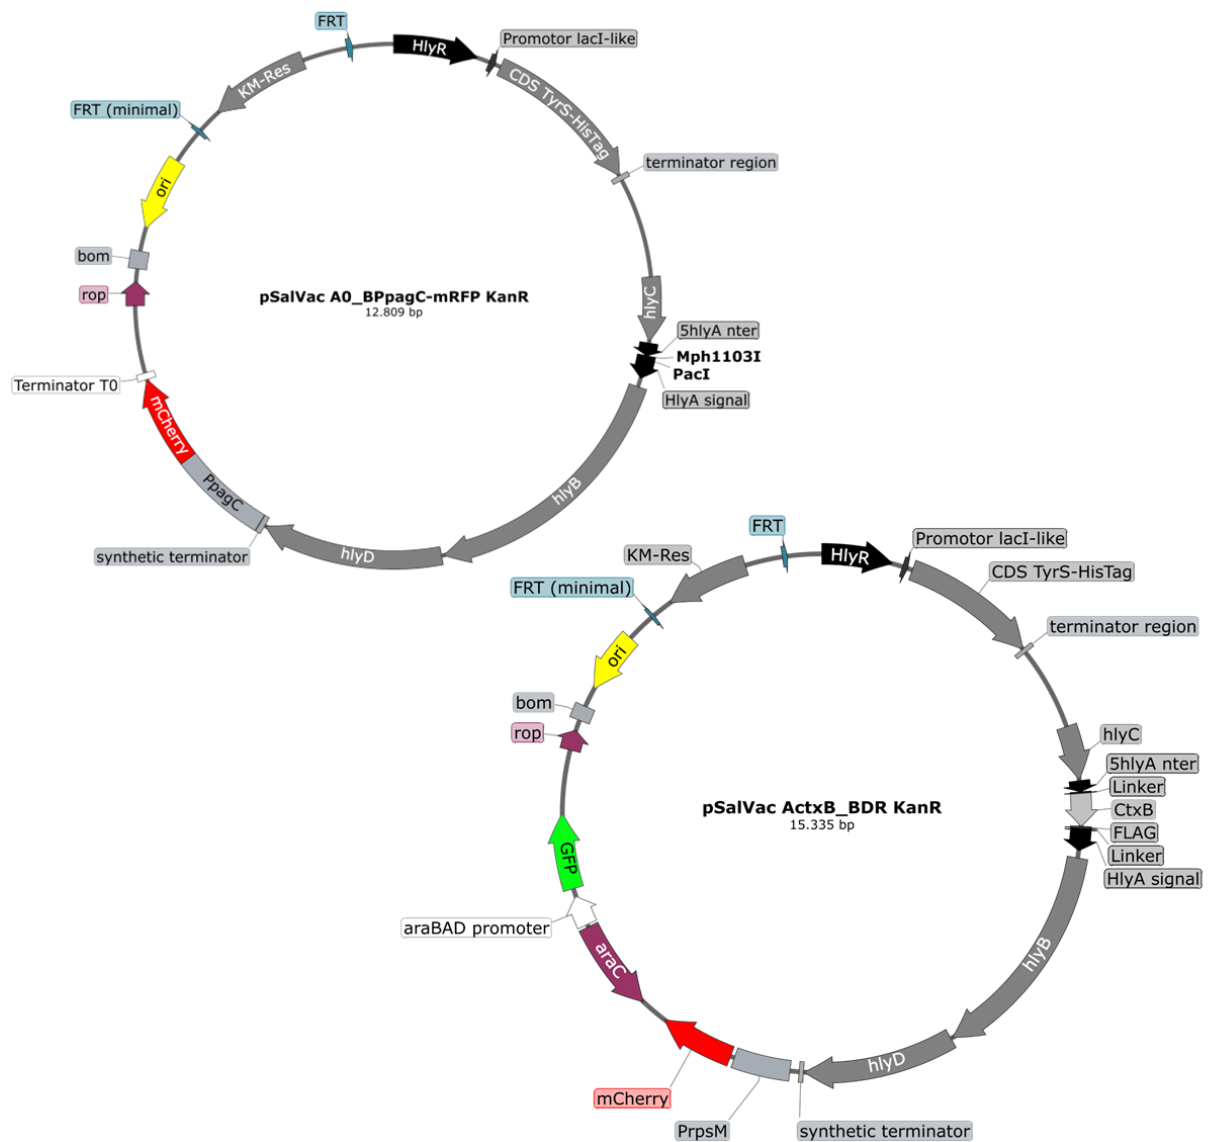 FRT
HlyR
Promotor lacI-like
KM-Res
CDS TyrS-HisTag
FRT (minimal)
terminator region
ori
bom
rop
pSalVac A0_BPpagC-mRFP KanR
12.809 bp
hlyC
5hlyA nter
Mph1103I
PacI
HlyA signal
Terminator T0
mCherry
PpagC
hlyB
synthetic terminator
hlyD
FRT
HlyR
Promotor lacI-like
KM-Res
CDS TyrS-HisTag
FRT (minimal)
terminator region
ori
bom
rop
hlyC
5hlyA nter
Linker
CtxB
FLAG
Linker
HlyA signal
pSalVac ActxB_BDR KanR
15.335 bp
GFP
araBAD promoter
araC
hlyB
hlyD
mCherry
PrpsM
synthetic terminator